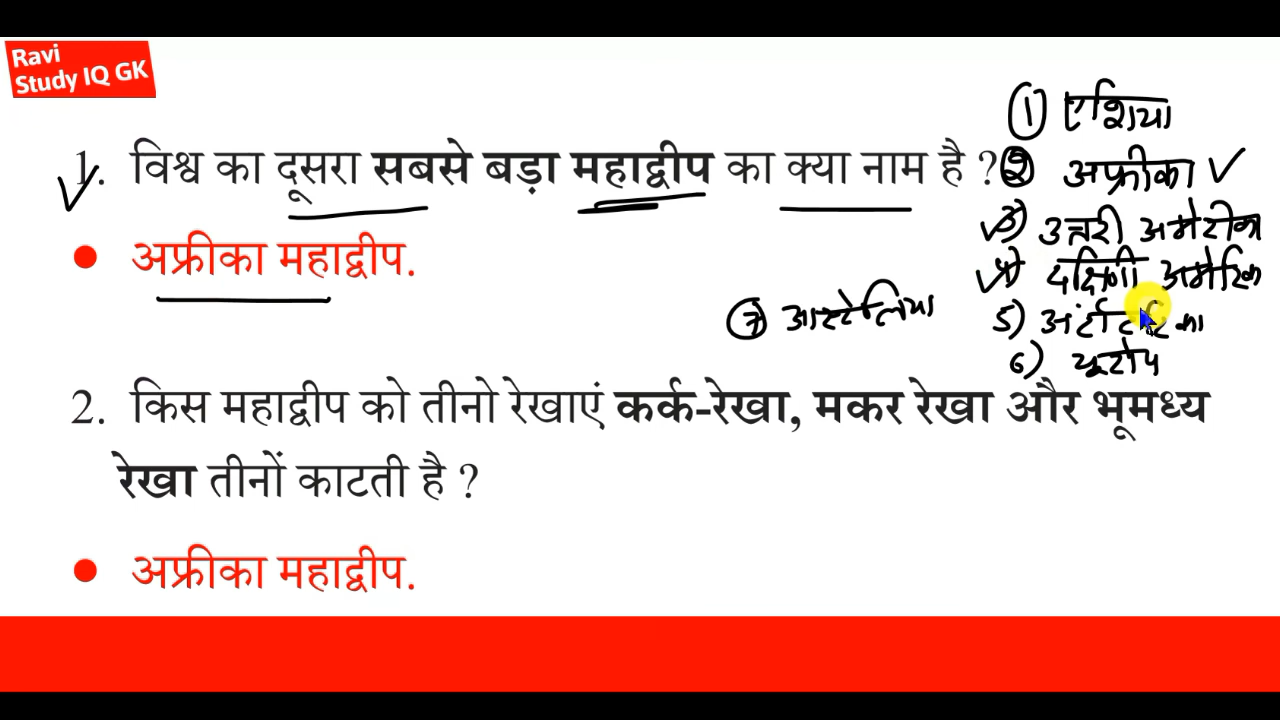 Ravi
Study IQ GK
1. विश्व का दूसरा सबसे बड़ा महाद्वीप का क्या नाम है ?
• अफ्रीका महाद्वीप.
① एशिया
② अफ्रीका ✓
3) उत्तरी अमेरीका
4) दक्षिणी अमेरिका
5) अंर्टाटरिका
6) यूरोप
⑦ आस्ट्रेलिया
2. किस महाद्वीप को तीनो रेखाएं कर्क-रेखा, मकर रेखा और भूमध्य
रेखा तीनों काटती है ?
• अफ्रीका महाद्वीप.